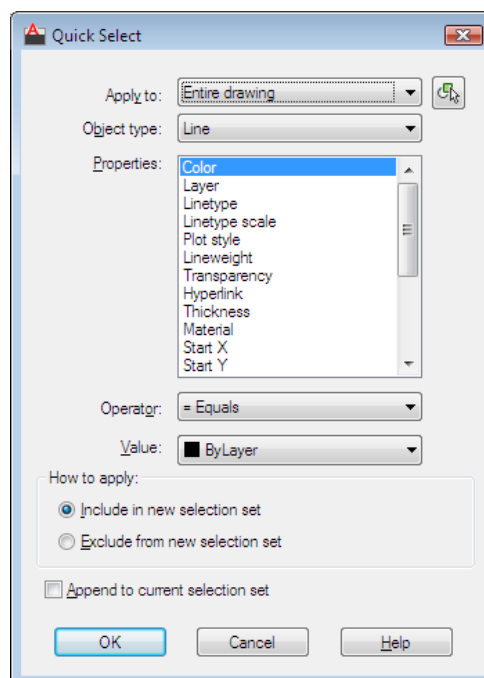 Quick Select
Apply to: Entire drawing
Object type: Line
Properties: Color
Layer
Linetype
Linetype scale
Plot style
Lineweight
Transparency
Hyperlink
Thickness
Material
Start X
Start Y
Operator: = Equals
Value: ByLayer
How to apply:
Include in new selection set
Exclude from new selection set
Append to current selection set
OK Cancel Help